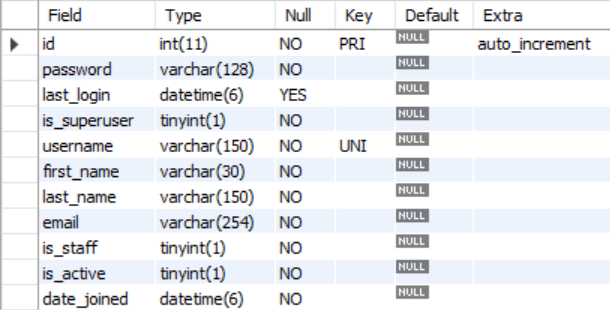 Field Type Null Key Default Extra
id int(11) NO PRI NULL auto_increment
password varchar(128) NO NULL
last_login datetime(6) YES NULL
is_superuser tinyint(1) NO NULL
username varchar(150) NO UNI NULL
first_name varchar(30) NO NULL
last_name varchar(150) NO NULL
email varchar(254) NO NULL
is_staff tinyint(1) NO NULL
is_active tinyint(1) NO NULL
date_joined datetime(6) NO NULL